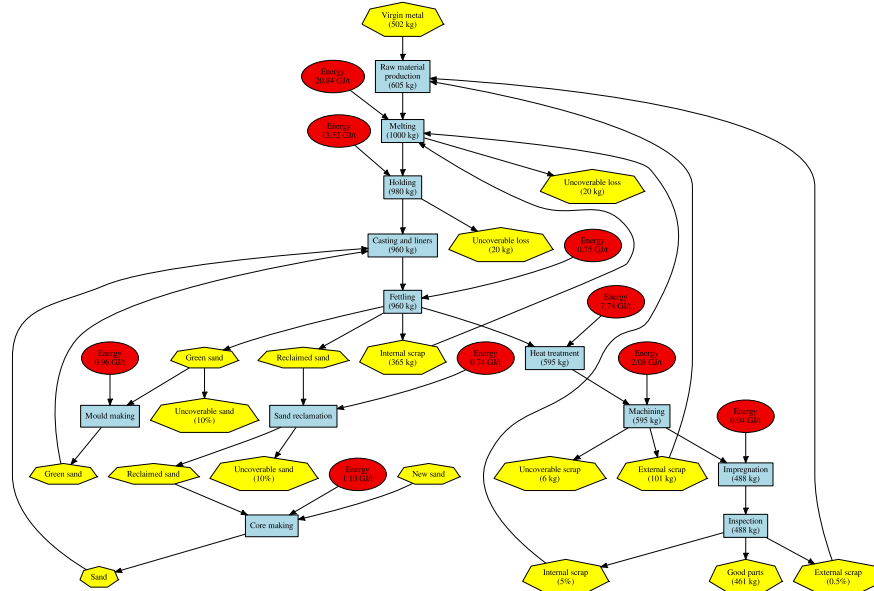 Virgin metal
(502 kg)
Energy
20.84 GJ/t
Raw material
production
(605 kg)
Energy
13.52 GJ/t
Melting
(1000 kg)
Holding
(980 kg)
Uncoverable loss
(20 kg)
Casting and liners
(960 kg)
Uncoverable loss
(20 kg)
Energy
0.75 GJ/t
Fettling
(960 kg)
Energy
7.74 GJ/t
Energy
0.96 GJ/t
Green sand
Reclaimed sand
Internal scrap
(365 kg)
Energy
0.74 GJ/t
Heat treatment
(595 kg)
Energy
2.08 GJ/t
Mould making
Uncoverable sand
(10%)
Sand reclamation
Machining
(595 kg)
Energy
0.04 GJ/t
Green sand
Reclaimed sand
Uncoverable sand
(10%)
Energy
1.10 GJ/t
New sand
Uncoverable scrap
(6 kg)
External scrap
(101 kg)
Impregnation
(488 kg)
Core making
Inspection
(488 kg)
Sand
Internal scrap
(5%)
Good parts
(461 kg)
External scrap
(0.5%)